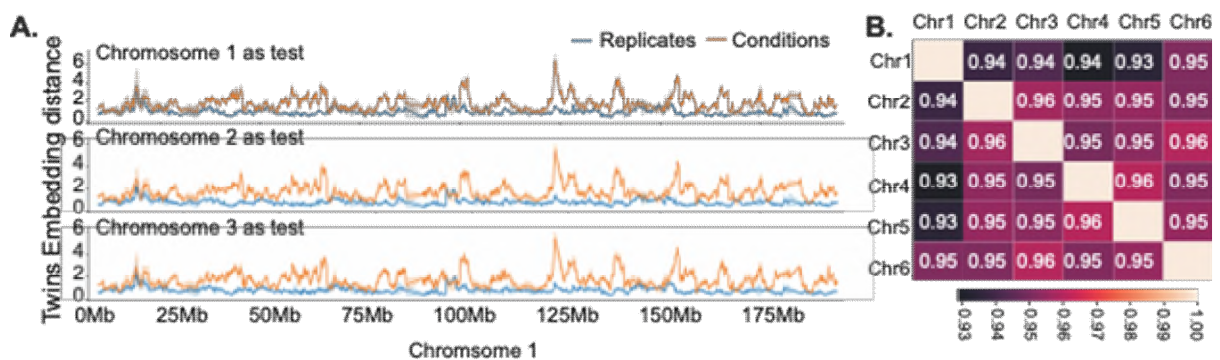 A.
Twins Embedding distance
Chromosome 1 as test
Replicates Conditions
6
4
2
0
Chromosome 2 as test
6
4
2
0
Chromosome 3 as test
6
4
2
0
0Mb 25Mb 50Mb 75Mb 100Mb 125Mb 150Mb 175Mb
Chromsome 1
B.
Chr1 Chr2 Chr3 Chr4 Chr5 Chr6
Chr1 0.94 0.94 0.94 0.93 0.95
Chr2 0.94 0.96 0.95 0.95 0.95
Chr3 0.94 0.96 0.95 0.95 0.96
Chr4 0.93 0.95 0.95 0.96 0.95
Chr5 0.93 0.95 0.95 0.96 0.95
Chr6 0.95 0.95 0.96 0.95 0.95
0.93 0.94 0.95 0.96 0.97 0.98 0.99 1.00